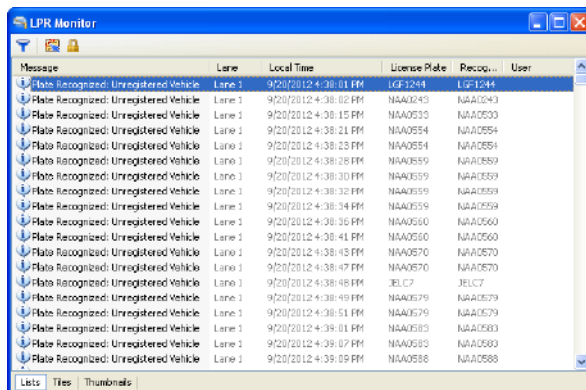 LPR Monitor
Message Lane Local Time License Plate Recog... User
Plate Recognized: Unregistered Vehicle Lane 1 9/20/2012 4:38:01 PM LGF1244 LGF1244
Plate Recognized: Unregistered Vehicle Lane 1 9/20/2012 4:38:02 PM NAA0243 NAA0243
Plate Recognized: Unregistered Vehicle Lane 1 9/20/2012 4:38:15 PM NAA0533 NAA0533
Plate Recognized: Unregistered Vehicle Lane 1 9/20/2012 4:38:21 PM NAA0554 NAA0554
Plate Recognized: Unregistered Vehicle Lane 1 9/20/2012 4:38:23 PM NAA0554 NAA0554
Plate Recognized: Unregistered Vehicle Lane 1 9/20/2012 4:38:28 PM NAA0559 NAA0559
Plate Recognized: Unregistered Vehicle Lane 1 9/20/2012 4:38:30 PM NAA0559 NAA0559
Plate Recognized: Unregistered Vehicle Lane 1 9/20/2012 4:38:32 PM NAA0559 NAA0559
Plate Recognized: Unregistered Vehicle Lane 1 9/20/2012 4:38:34 PM NAA0559 NAA0559
Plate Recognized: Unregistered Vehicle Lane 1 9/20/2012 4:38:36 PM NAA0560 NAA0560
Plate Recognized: Unregistered Vehicle Lane 1 9/20/2012 4:38:41 PM NAA0560 NAA0560
Plate Recognized: Unregistered Vehicle Lane 1 9/20/2012 4:38:43 PM NAA0570 NAA0570
Plate Recognized: Unregistered Vehicle Lane 1 9/20/2012 4:38:47 PM NAA0570 NAA0570
Plate Recognized: Unregistered Vehicle Lane 1 9/20/2012 4:38:48 PM JELC7 JELC7
Plate Recognized: Unregistered Vehicle Lane 1 9/20/2012 4:38:49 PM NAA0579 NAA0579
Plate Recognized: Unregistered Vehicle Lane 1 9/20/2012 4:38:51 PM NAA0579 NAA0579
Plate Recognized: Unregistered Vehicle Lane 1 9/20/2012 4:39:01 PM NAA0583 NAA0583
Plate Recognized: Unregistered Vehicle Lane 1 9/20/2012 4:39:07 PM NAA0583 NAA0583
Plate Recognized: Unregistered Vehicle Lane 1 9/20/2012 4:39:09 PM NAA0588 NAA0588
Lists Tiles Thumbnails